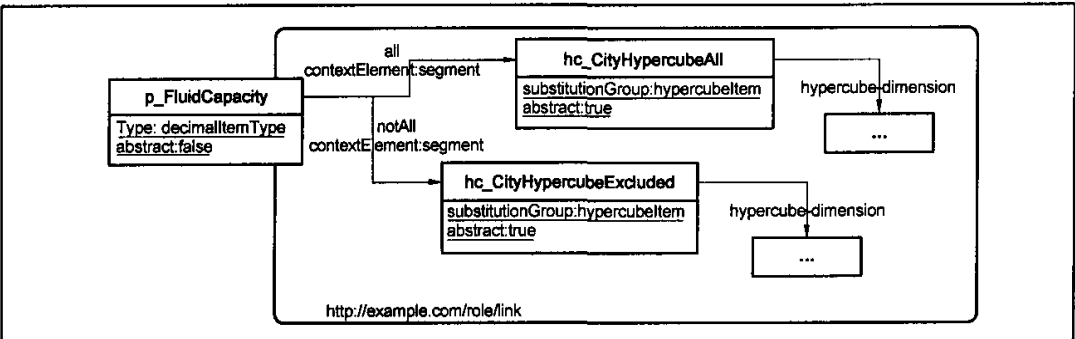 all
contextElement:segment
hc_CityHypercubeAll
substitutionGroup:hypercubeItem
abstract:true
hypercube-dimension
...
p_FluidCapacity
Type: decimalItemType
abstract:false
notAll
contextElement:segment
hc_CityHypercubeExcluded
substitutionGroup:hypercubeItem
abstract:true
hypercube-dimension
...
http://example.com/role/link